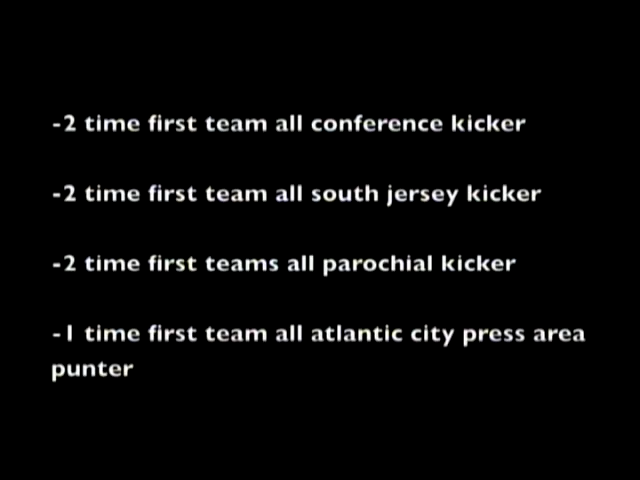 -2 time first team all conference kicker
-2 time first team all south jersey kicker
-2 time first teams all parochial kicker
-1 time first team all atlantic city press area
punter